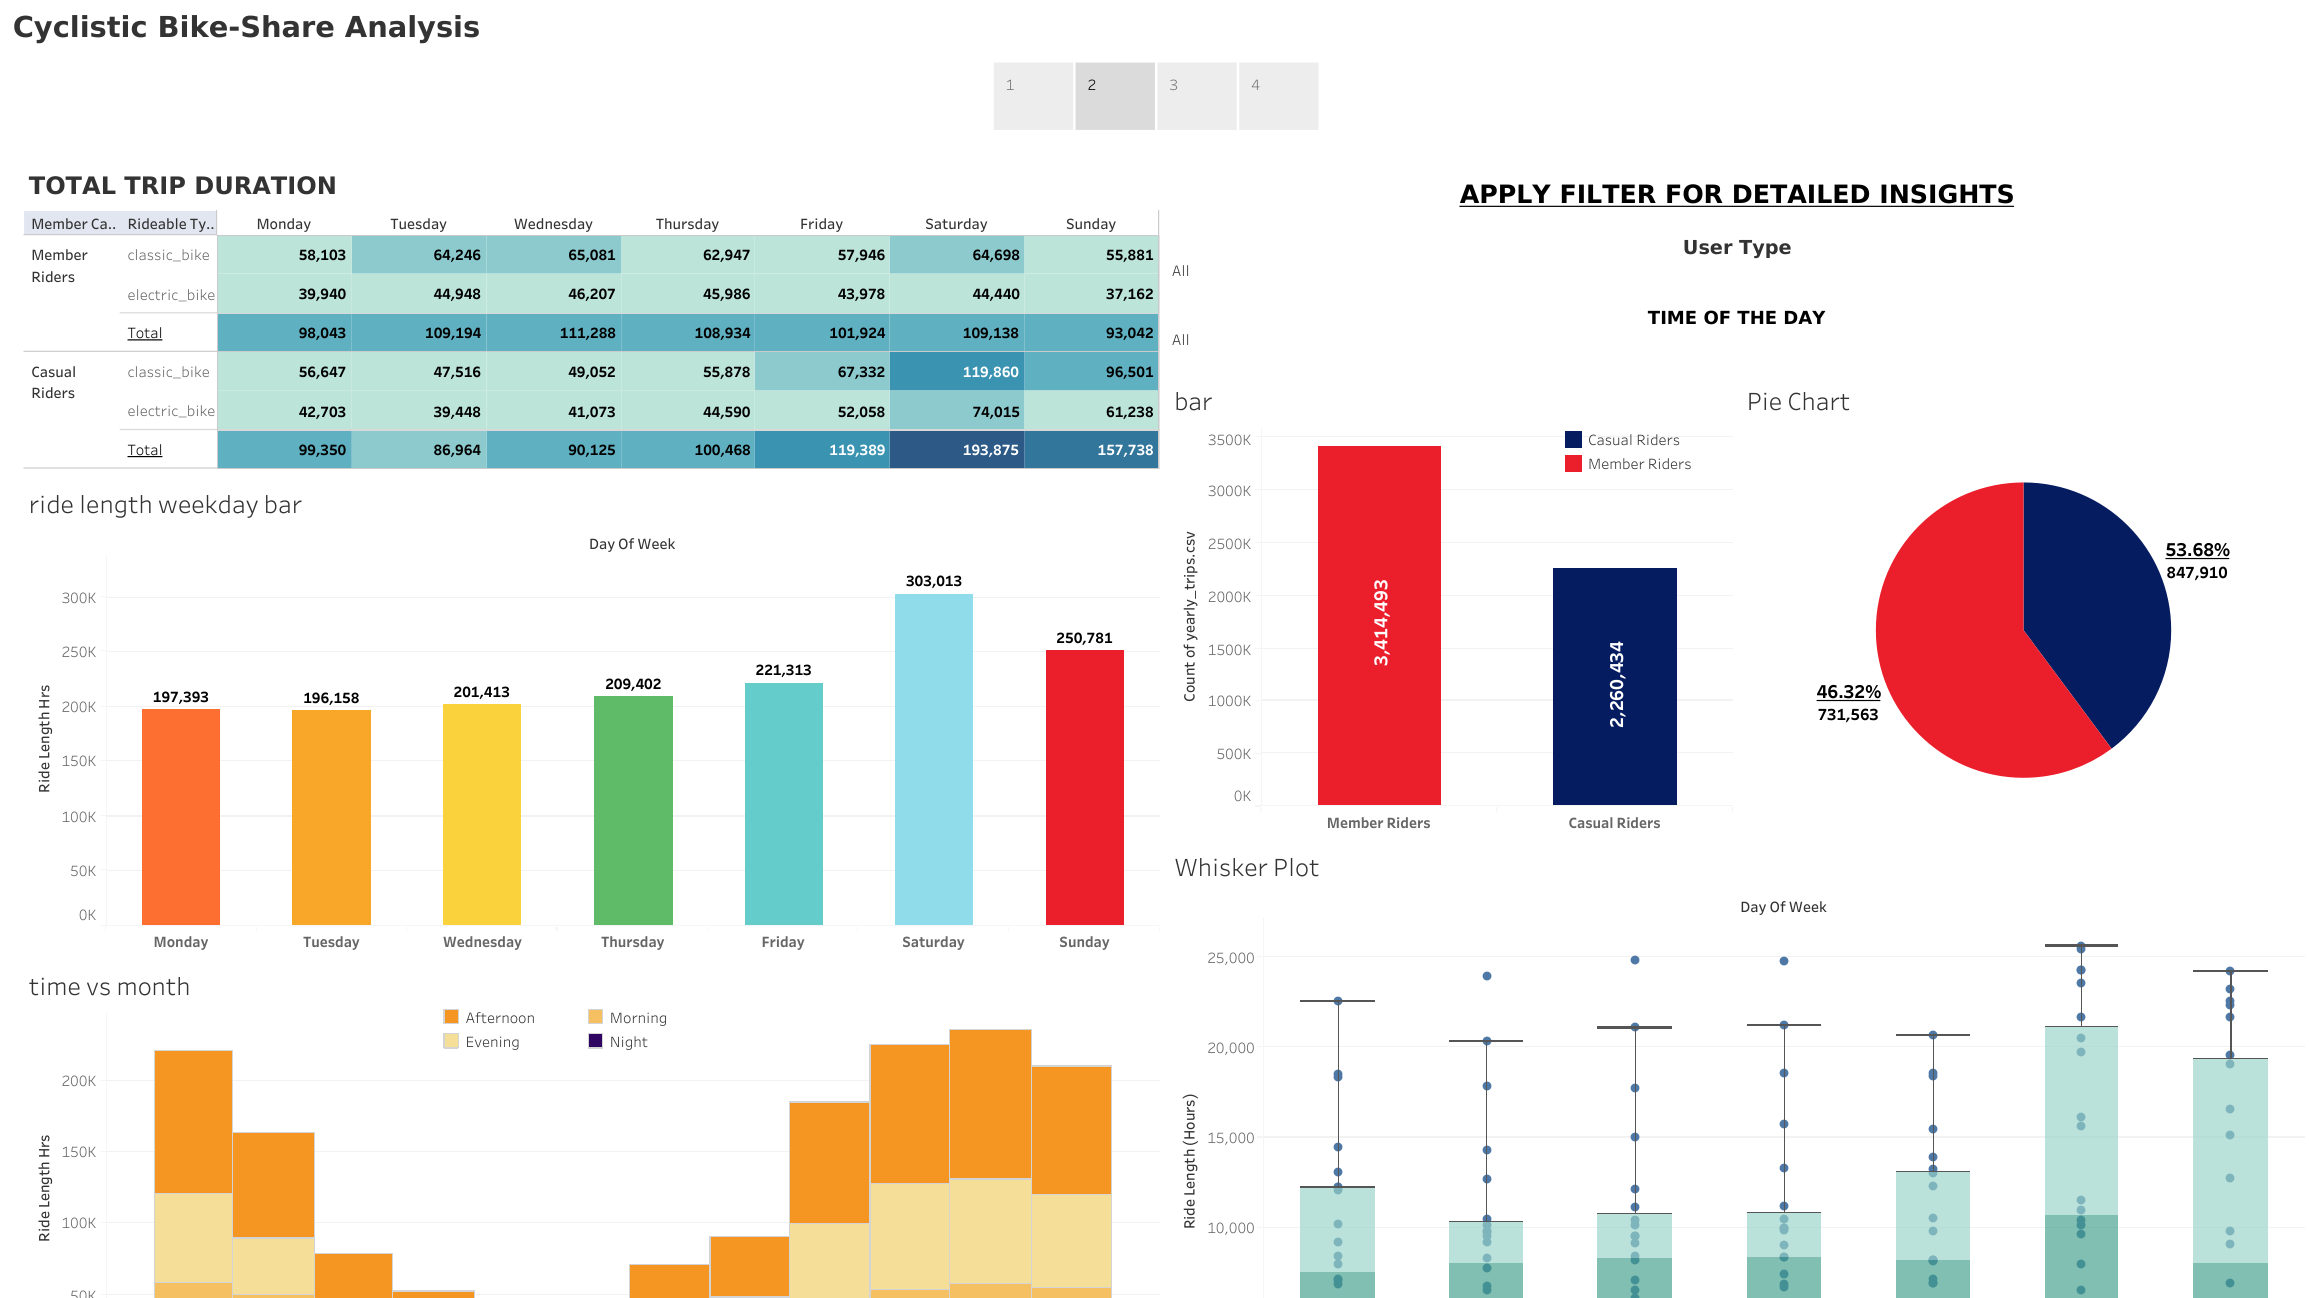 Cyclistic Bike-Share Analysis
1 2 3 4
TOTAL TRIP DURATION
Member Ca.. Rideable Ty.. Monday Tuesday Wednesday Thursday Friday Saturday Sunday
Member Riders classic_bike 58,103 64,246 65,081 62,947 57,946 64,698 55,881
electric_bike 39,940 44,948 46,207 45,986 43,978 44,440 37,162
Total 98,043 109,194 111,288 108,934 101,924 109,138 93,042
Casual Riders classic_bike 56,647 47,516 49,052 55,878 67,332 119,860 96,501
electric_bike 42,703 39,448 41,073 44,590 52,058 74,015 61,238
Total 99,350 86,964 90,125 100,468 119,389 193,875 157,738
APPLY FILTER FOR DETAILED INSIGHTS
User Type
All
TIME OF THE DAY
All
ride length weekday bar
Day Of Week
Ride Length Hrs
300K
250K
200K
150K
100K
50K
0K
197,393 196,158 201,413 209,402 221,313 303,013 250,781
Monday Tuesday Wednesday Thursday Friday Saturday Sunday
bar
Casual Riders
Member Riders
Count of yearly_trips.csv
3500K
3000K
2500K
2000K
1500K
1000K
500K
0K
3,414,493
2,260,434
Member Riders Casual Riders
Pie Chart
53.68%
847,910
46.32%
731,563
time vs month
Afternoon Morning
Evening Night
Ride Length Hrs
200K
150K
100K
50K
Whisker Plot
Day Of Week
Ride Length (Hours)
25,000
20,000
15,000
10,000